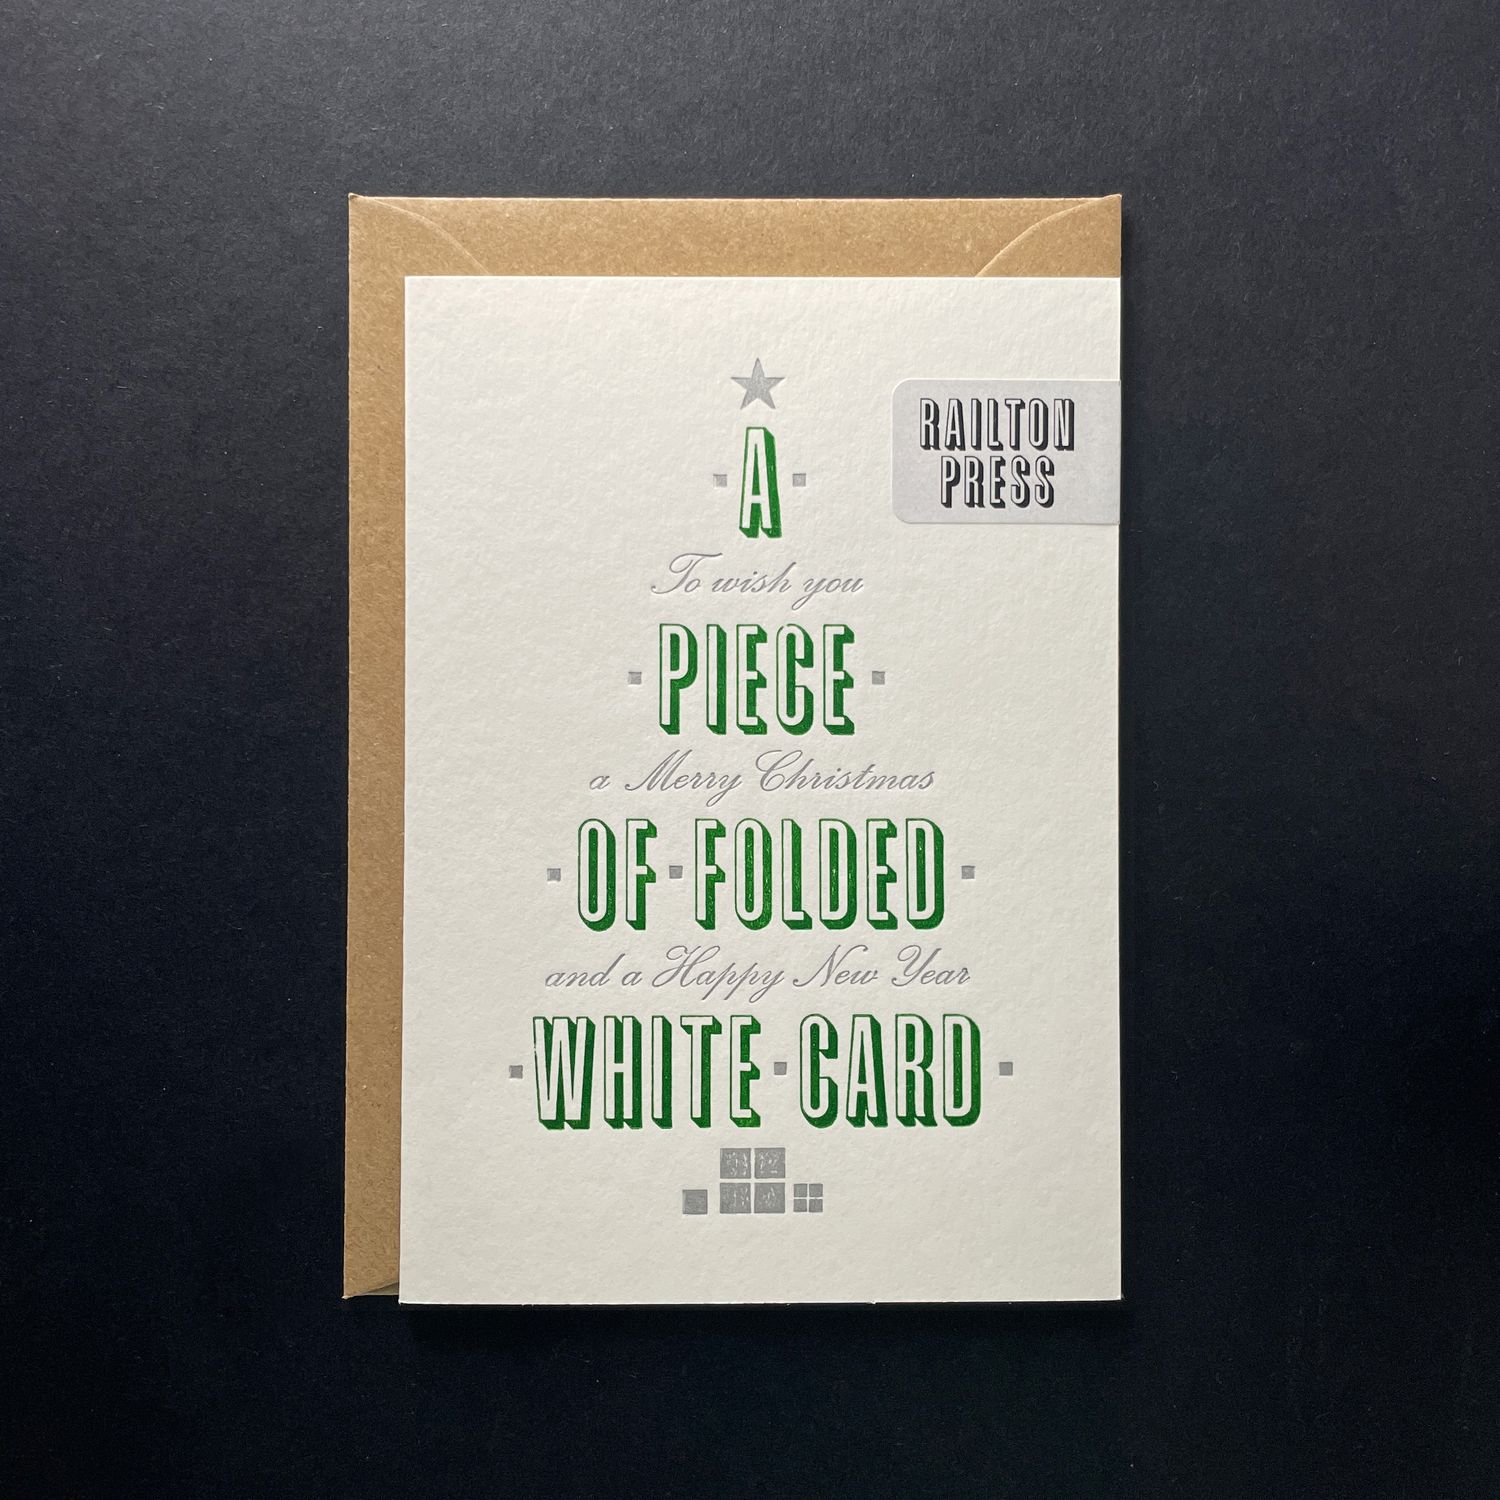 A
To wish you
PIECE
a Merry Christmas
OF FOLDED
and a Happy New Year
WHITE CARD
RAILTON
PRESS